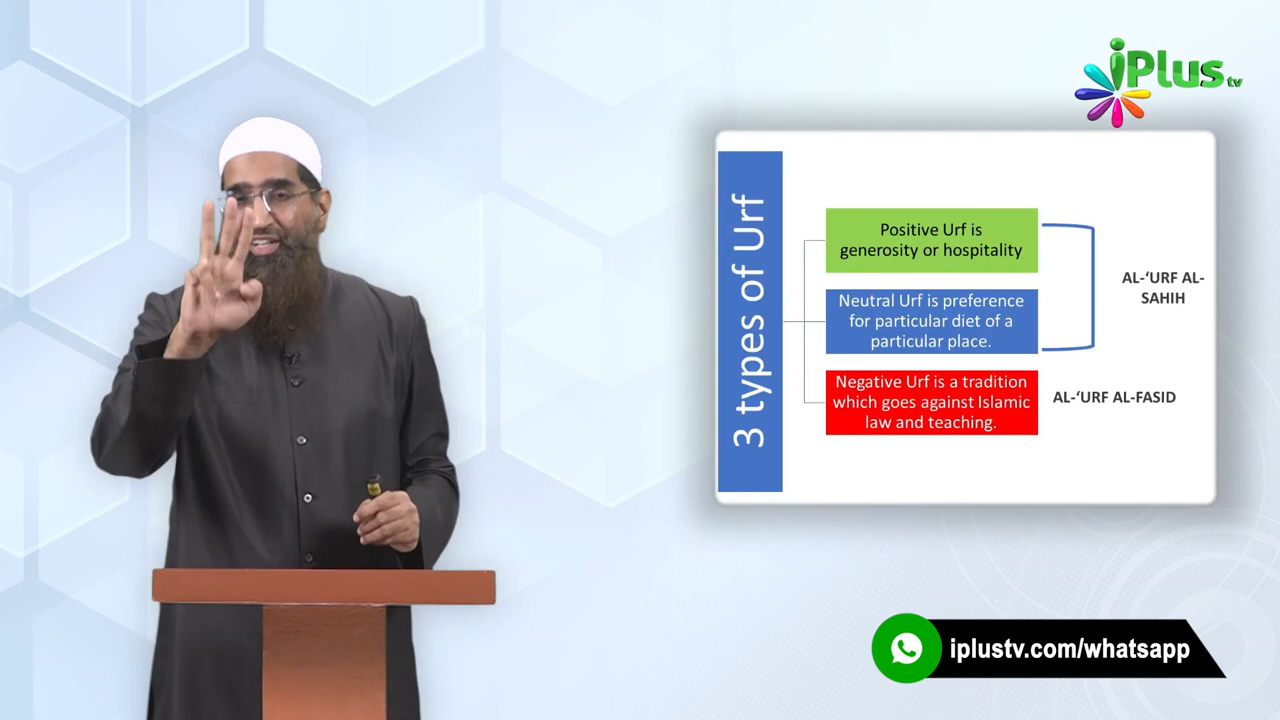 iPlus tv
3 types of Urf
Positive Urf is
generosity or hospitality
Neutral Urf is preference
for particular diet of a
particular place.
Negative Urf is a tradition
which goes against Islamic
law and teaching.
AL-‘URF AL-
SAHIH
AL-‘URF AL-FASID
iplustv.com/whatsapp